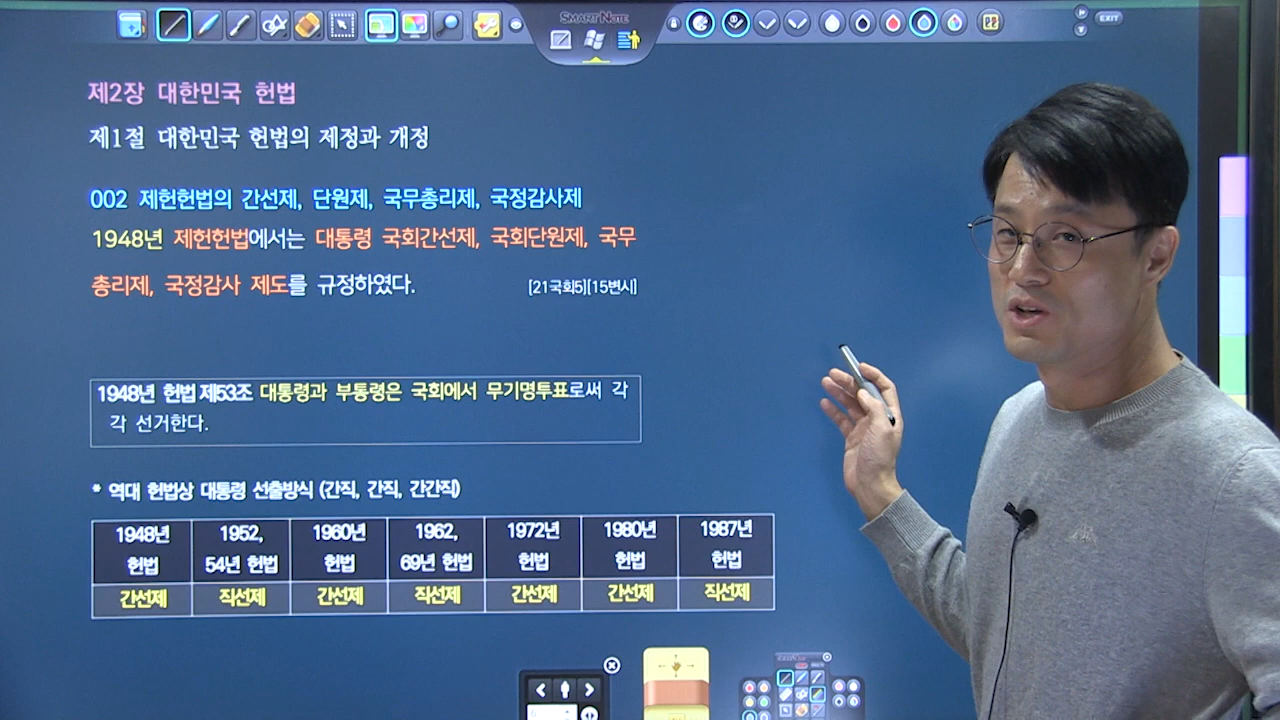 SMARTNOTE
EXIT
제2장 대한민국 헌법
제1절 대한민국 헌법의 제정과 개정
002 제헌헌법의 간선제, 단원제, 국무총리제, 국정감사제
1948년 제헌헌법에서는 대통령 국회간선제, 국회단원제, 국무
총리제, 국정감사 제도를 규정하였다. [21국회5][15변시]
1948년 헌법 제53조 대통령과 부통령은 국회에서 무기명투표로써 각
각 선거한다.
* 역대 헌법상 대통령 선출방식 (간직, 간직, 간간직)
1948년 헌법
1952, 54년 헌법
1960년 헌법
1962, 69년 헌법
1972년 헌법
1980년 헌법
1987년 헌법
간선제 직선제 간선제 직선제 간선제 간선제 직선제